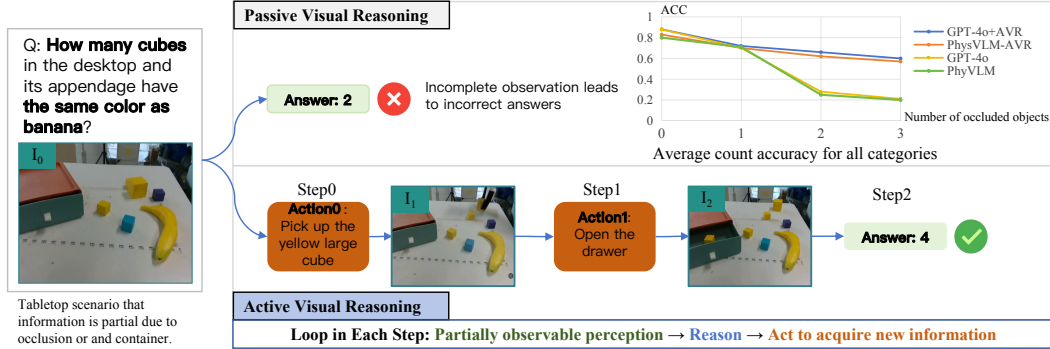 Q: How many cubes
in the desktop and
its appendage have
the same color as
banana?
I0
Tabletop scenario that
information is partial due to
occlusion or and container.
Passive Visual Reasoning
Answer: 2
Incomplete observation leads
to incorrect answers
ACC
1
0.8
0.6
0.4
0.2
0
0
1
2
3
GPT-4o+AVR
PhysVLM-AVR
GPT-4o
PhyVLM
Number of occluded objects
Average count accuracy for all categories
Step0
Action0:
Pick up the
yellow large
cube
I1
Step1
Action1:
Open the
drawer
I2
Step2
Answer: 4
Active Visual Reasoning
Loop in Each Step: Partially observable perception → Reason → Act to acquire new information